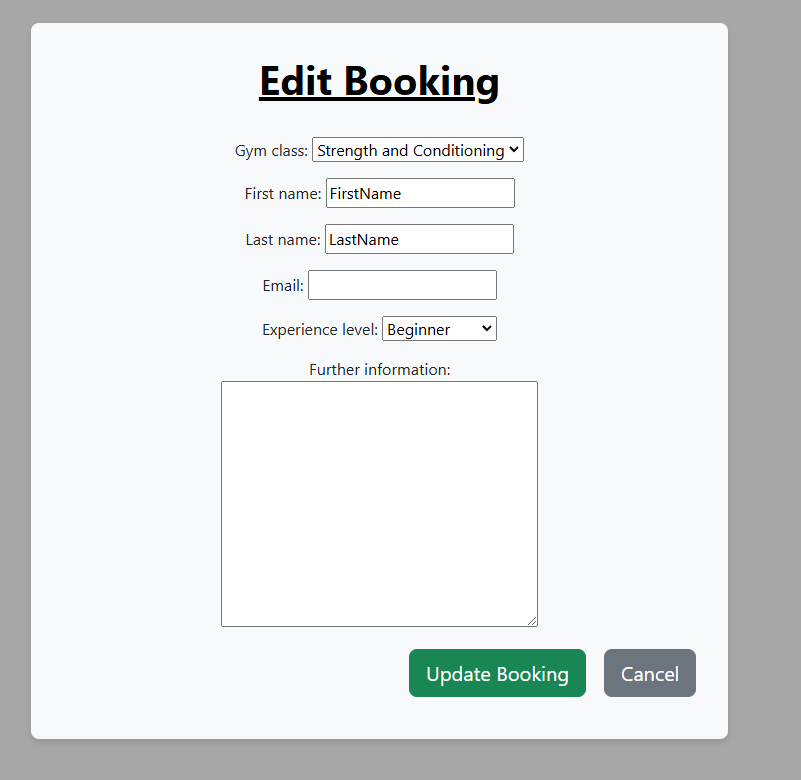 Edit Booking
Gym class: Strength and Conditioning
First name: FirstName
Last name: LastName
Email:
Experience level: Beginner
Further information:
Update Booking Cancel